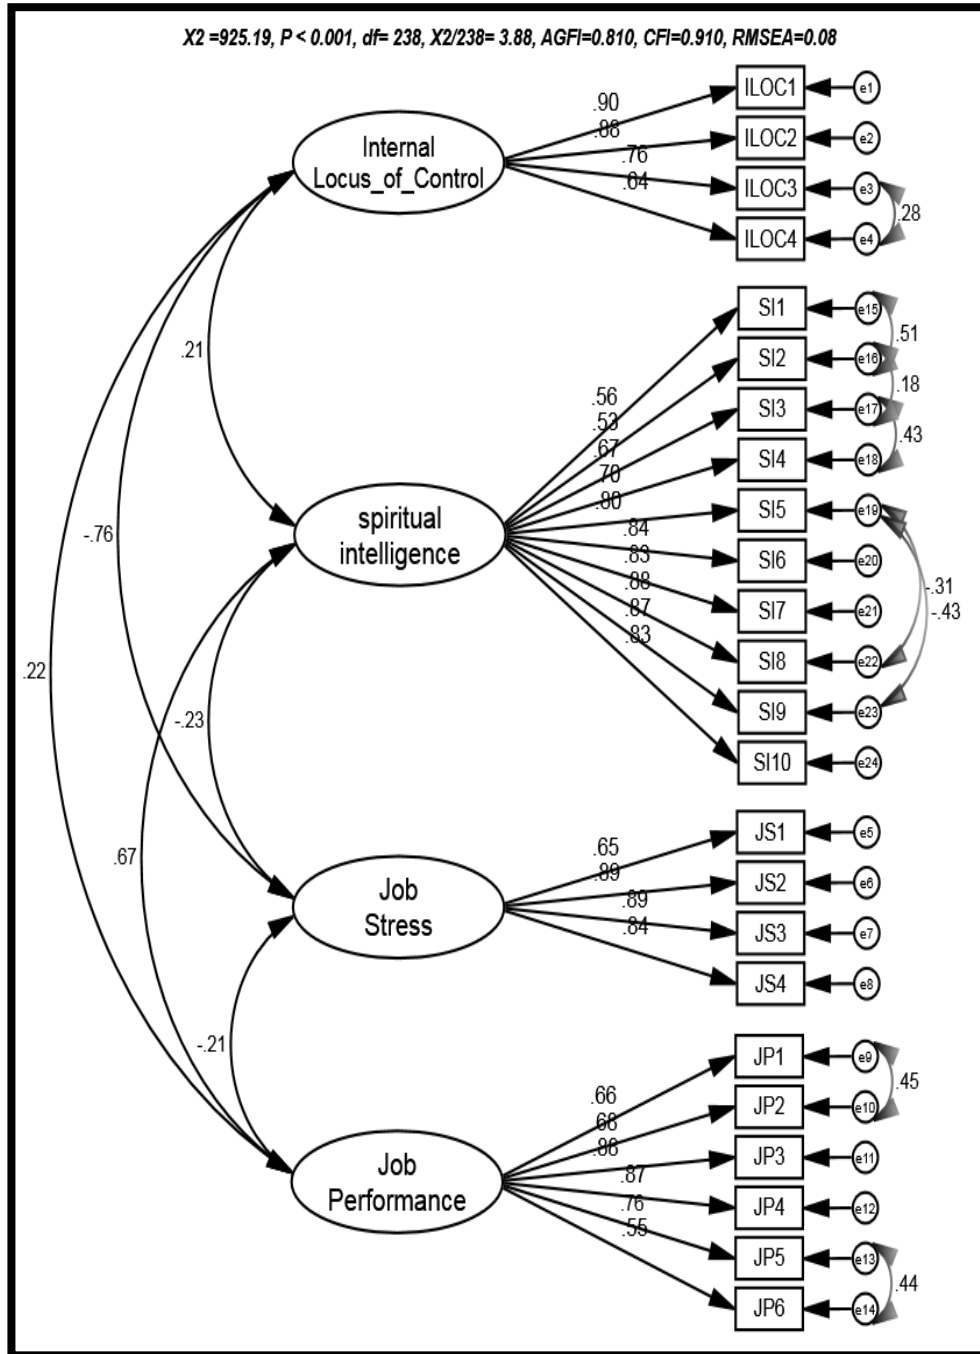 X2 =925.19, P < 0.001, df= 238, X2/238= 3.88, AGFI=0.810, CFI=0.910, RMSEA=0.08
Internal
Locus_of_Control
.90
.88
.76
.64
ILOC1
e1
ILOC2
e2
ILOC3
e3
ILOC4
e4
.28
.21
-.76
.22
spiritual
intelligence
.56
.53
.67
.70
.80
.84
.83
.88
.87
.83
SI1
e15
SI2
e16
SI3
e17
SI4
e18
SI5
e19
SI6
e20
SI7
e21
SI8
e22
SI9
e23
SI10
e24
.51
.18
.43
-.31
-.43
-.23
.67
Job
Stress
.65
.89
.89
.84
JS1
e5
JS2
e6
JS3
e7
JS4
e8
-.21
Job
Performance
.66
.68
.88
.87
.76
.55
JP1
e9
JP2
e10
JP3
e11
JP4
e12
JP5
e13
JP6
e14
.45
.44